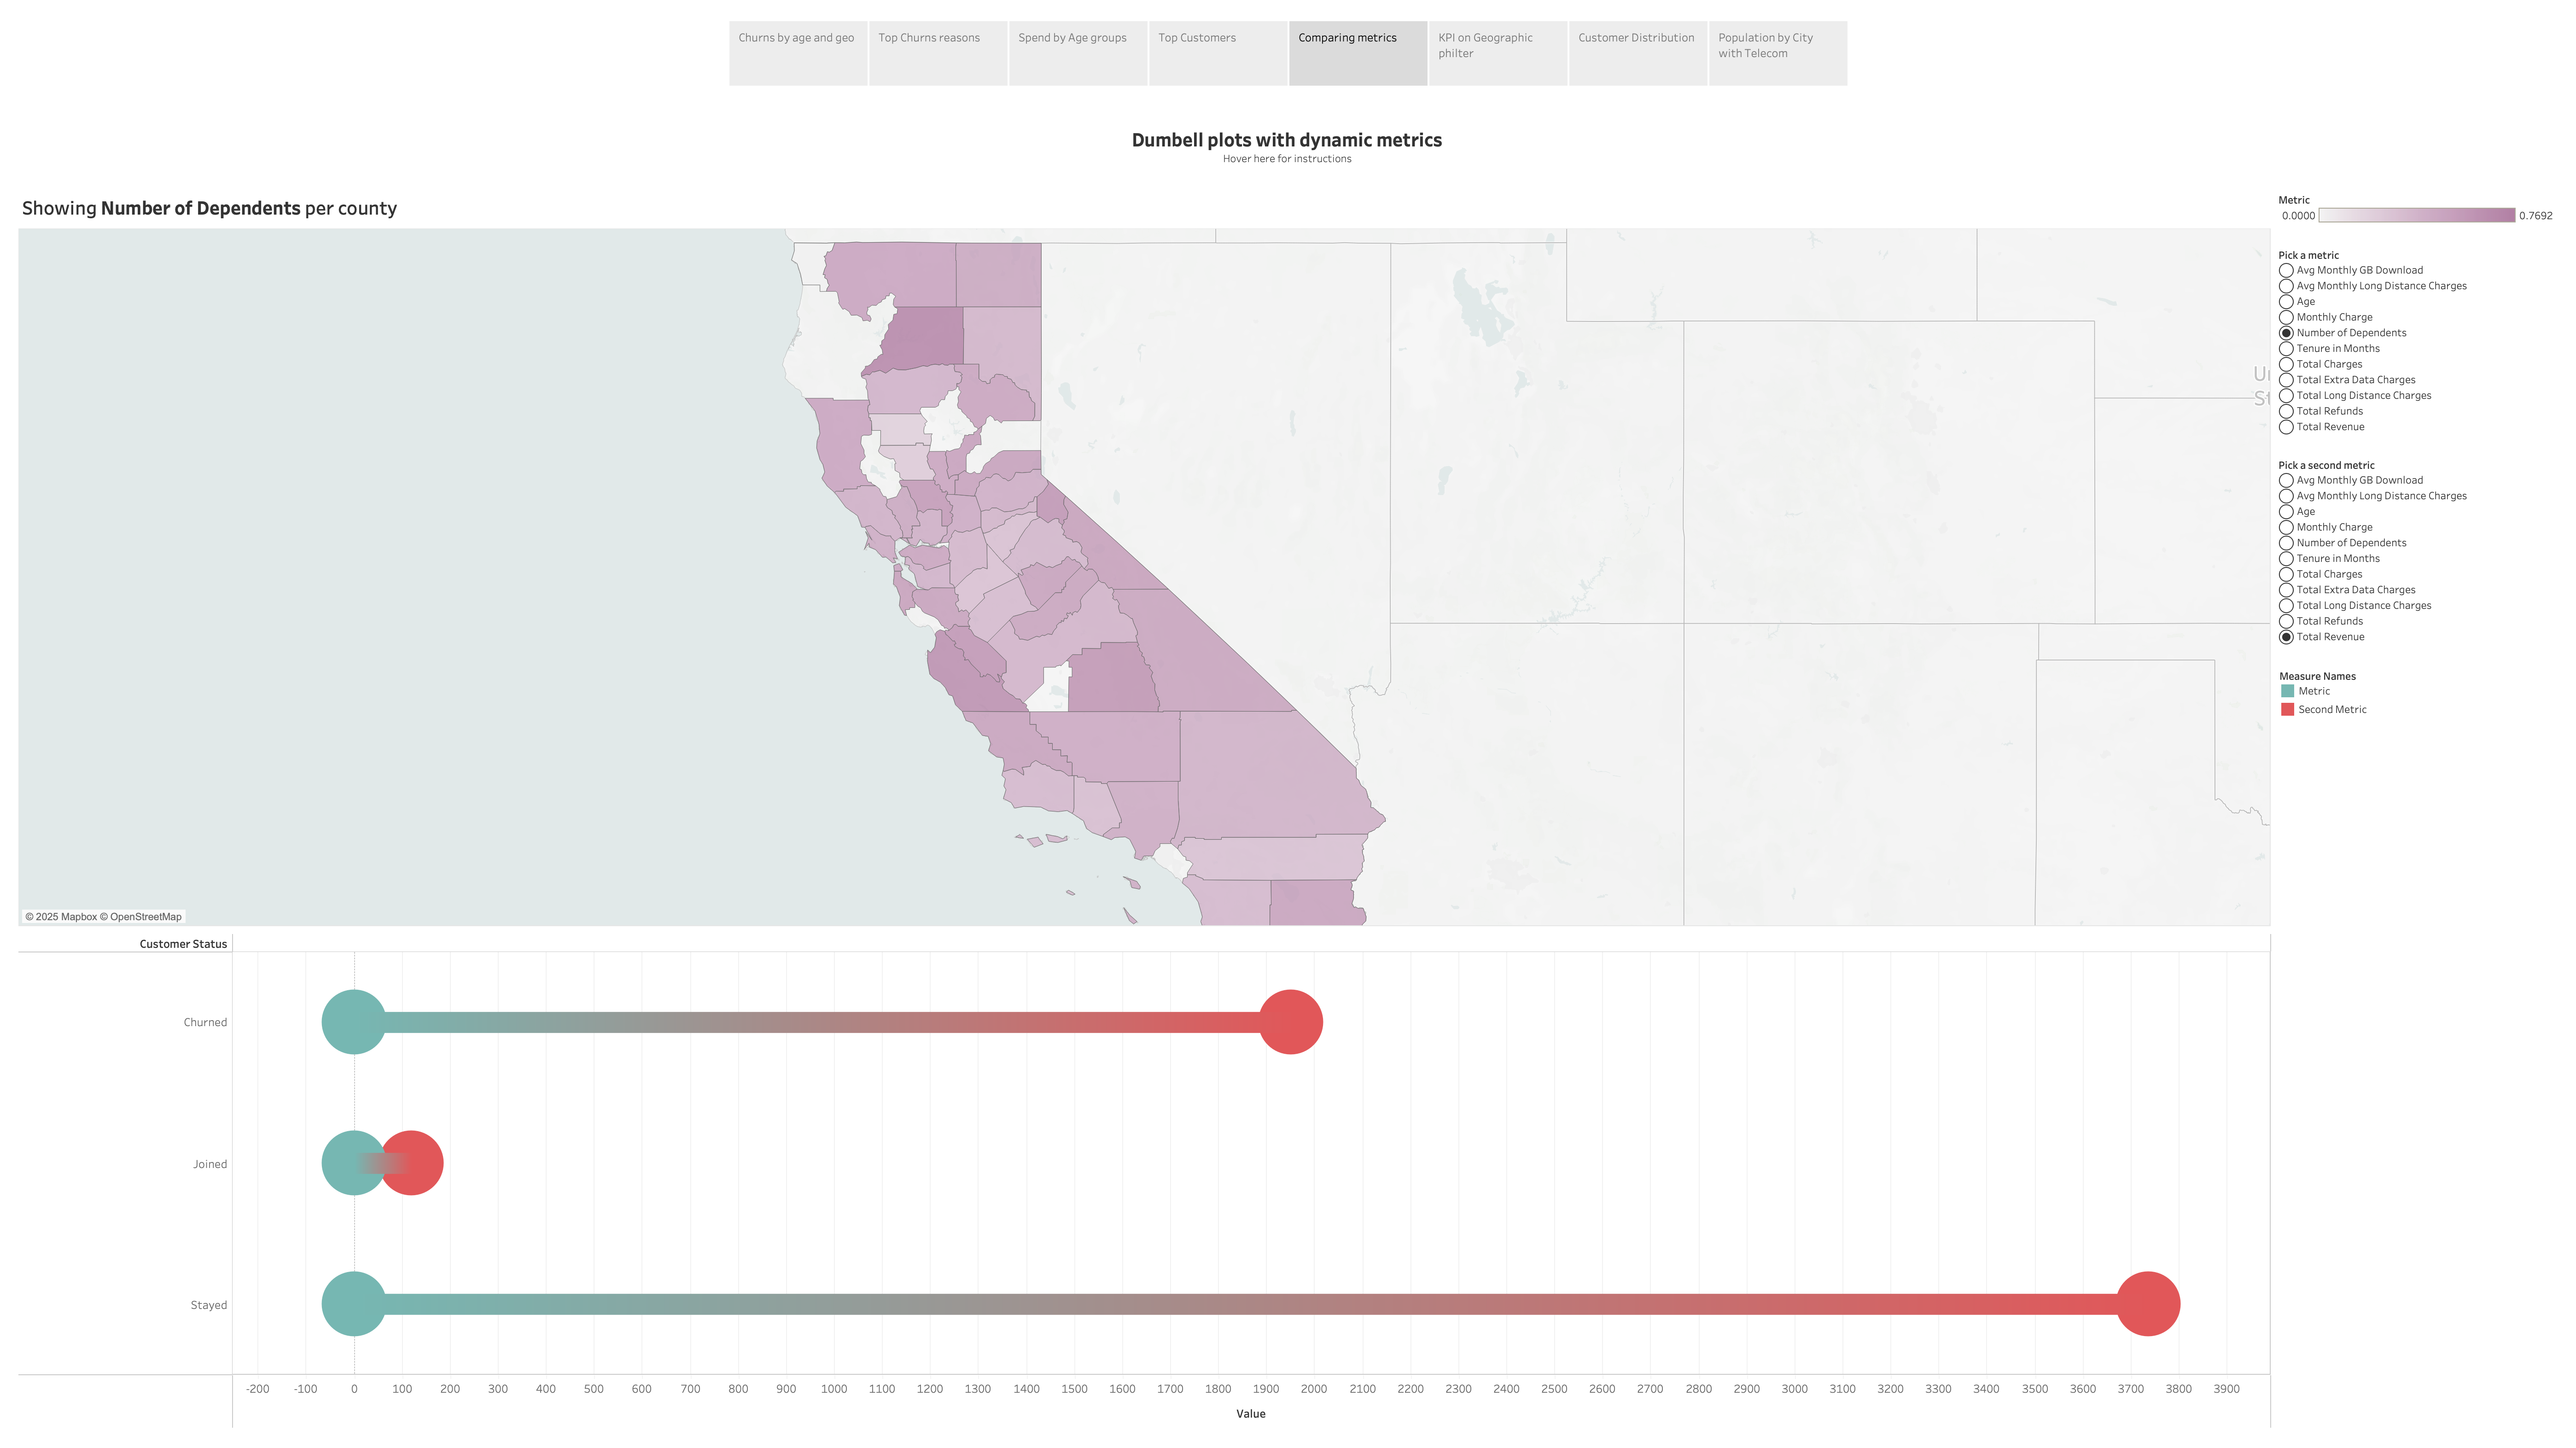 Churns by age and geo
Top Churns reasons
Spend by Age groups
Top Customers
Comparing metrics
KPI on Geographic
philter
Customer Distribution
Population by City
with Telecom
Dumbell plots with dynamic metrics
Hover here for instructions
Showing Number of Dependents per county
Metric
0.0000
0.7692
Pick a metric
Avg Monthly GB Download
Avg Monthly Long Distance Charges
Age
Monthly Charge
Number of Dependents
Tenure in Months
Total Charges
Total Extra Data Charges
Total Long Distance Charges
Total Refunds
Total Revenue
Pick a second metric
Avg Monthly GB Download
Avg Monthly Long Distance Charges
Age
Monthly Charge
Number of Dependents
Tenure in Months
Total Charges
Total Extra Data Charges
Total Long Distance Charges
Total Refunds
Total Revenue
Measure Names
Metric
Second Metric
© 2025 Mapbox © OpenStreetMap
Customer Status
Churned
Joined
Stayed
-200 -100 0 100 200 300 400 500 600 700 800 900 1000 1100 1200 1300 1400 1500 1600 1700 1800 1900 2000 2100 2200 2300 2400 2500 2600 2700 2800 2900 3000 3100 3200 3300 3400 3500 3600 3700 3800 3900
Value